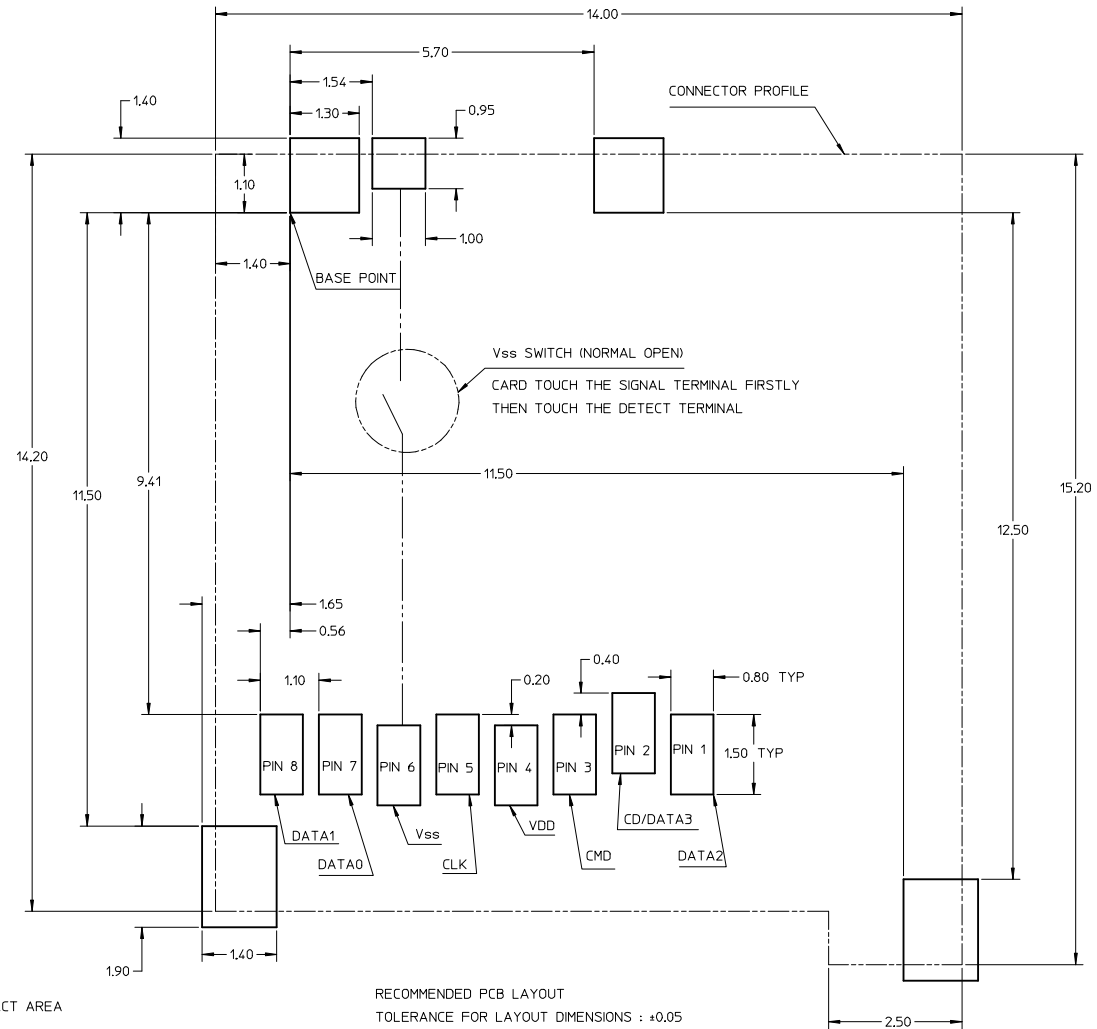 14.00
5.70
1.54
1.40
1.30
0.95
CONNECTOR PROFILE
1.10
1.00
1.40
BASE POINT
Vss SWITCH (NORMAL OPEN)
CARD TOUCH THE SIGNAL TERMINAL FIRSTLY
THEN TOUCH THE DETECT TERMINAL
14.20
11.50
9.41
11.50
15.20
12.50
1.65
0.56
0.40
1.10
0.20
0.80 TYP
PIN 8
PIN 7
PIN 6
PIN 5
PIN 4
PIN 3
PIN 2
PIN 1
1.50 TYP
DATA1
Vss
VDD
CD/DATA3
DATA0
CLK
CMD
DATA2
1.40
1.90
CT AREA
RECOMMENDED PCB LAYOUT
TOLERANCE FOR LAYOUT DIMENSIONS : ±0.05
2.50